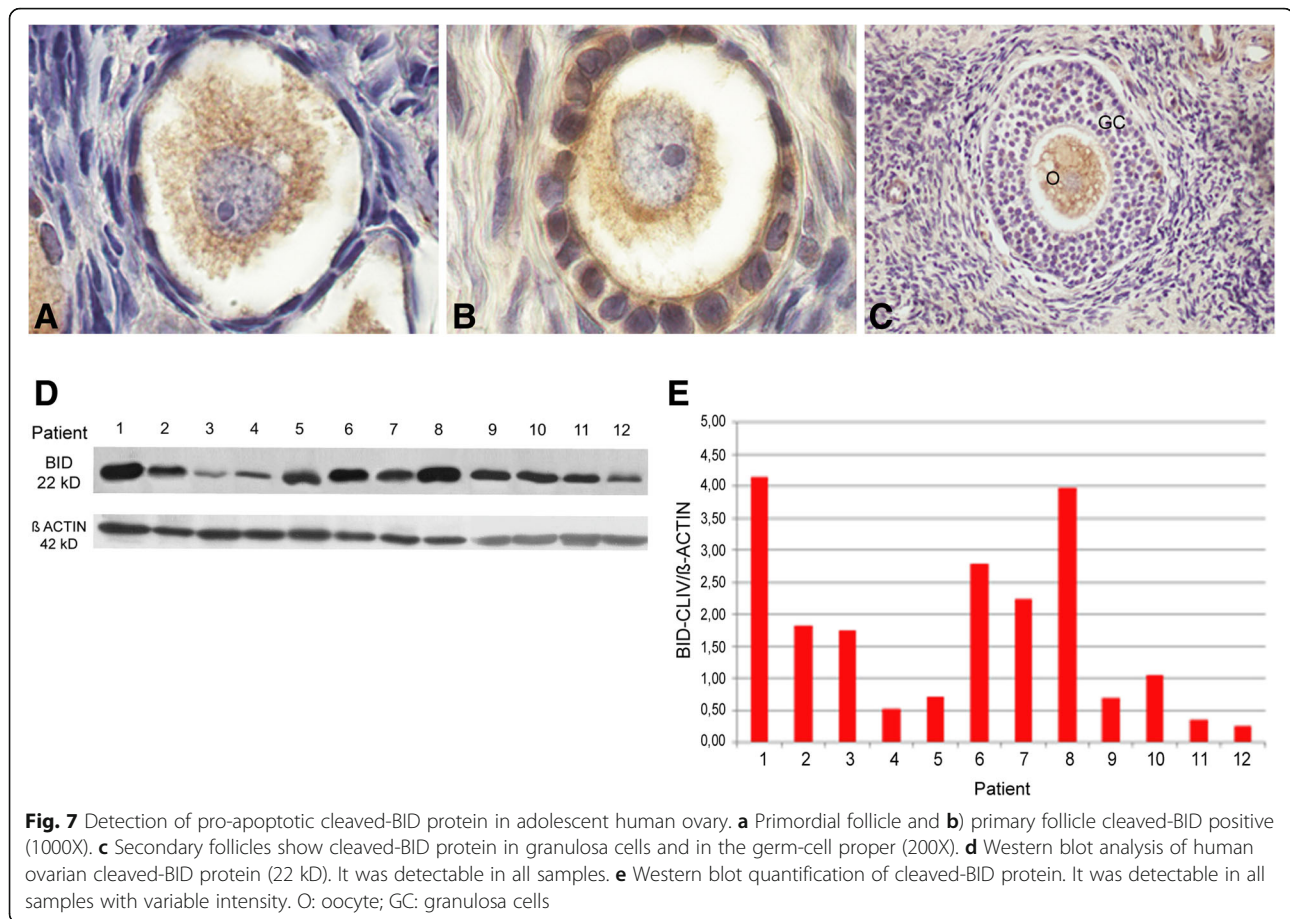 A
B
C
GC
O
D
Patient 1 2 3 4 5 6 7 8 9 10 11 12
BID
22 kD
ß ACTIN
42 kD
E
BID-CLIV/ß-ACTIN
5,00
4,50
4,00
3,50
3,00
2,50
2,00
1,50
1,00
0,50
0,00
1 2 3 4 5 6 7 8 9 10 11 12
Patient
Fig. 7 Detection of pro-apoptotic cleaved-BID protein in adolescent human ovary. a Primordial follicle and b) primary follicle cleaved-BID positive
(1000X). c Secondary follicles show cleaved-BID protein in granulosa cells and in the germ-cell proper (200X). d Western blot analysis of human
ovarian cleaved-BID protein (22 kD). It was detectable in all samples. e Western blot quantification of cleaved-BID protein. It was detectable in all
samples with variable intensity. O: oocyte; GC: granulosa cells